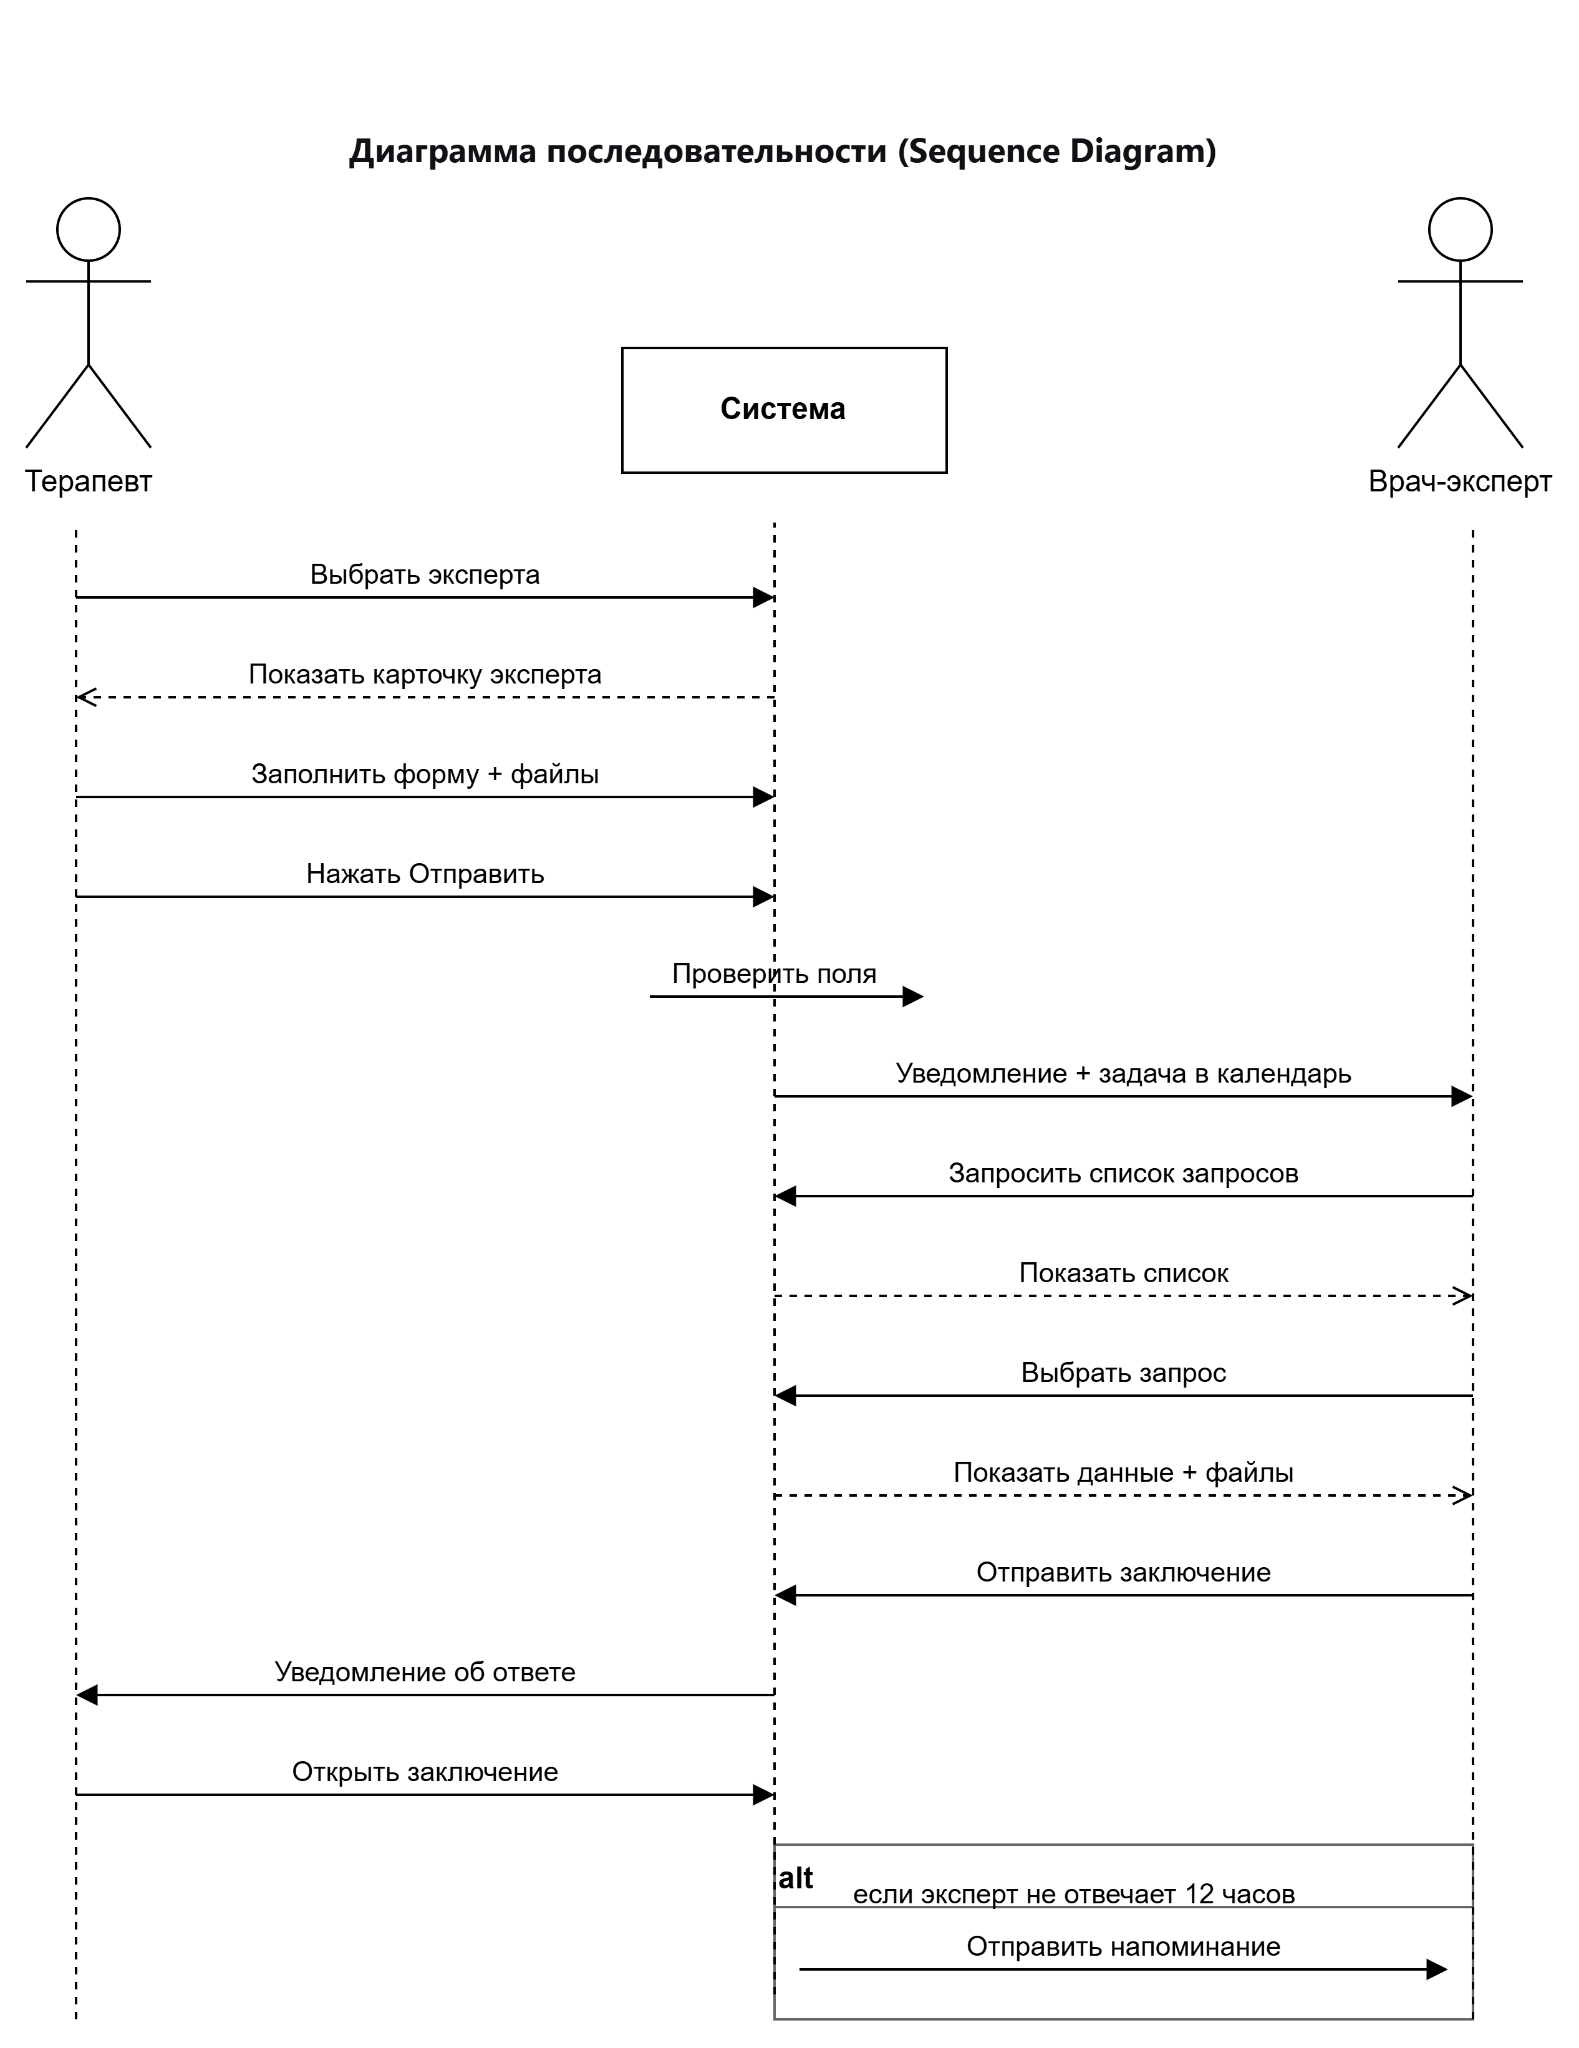 Диаграмма последовательности (Sequence Diagram)
Система
Терапевт
Врач-эксперт
Выбрать эксперта
Показать карточку эксперта
Заполнить форму + файлы
Нажать Отправить
Проверить поля
Уведомление + задача в календарь
Запросить список запросов
Показать список
Выбрать запрос
Показать данные + файлы
Отправить заключение
Уведомление об ответе
Открыть заключение
alt
если эксперт не отвечает 12 часов
Отправить напоминание